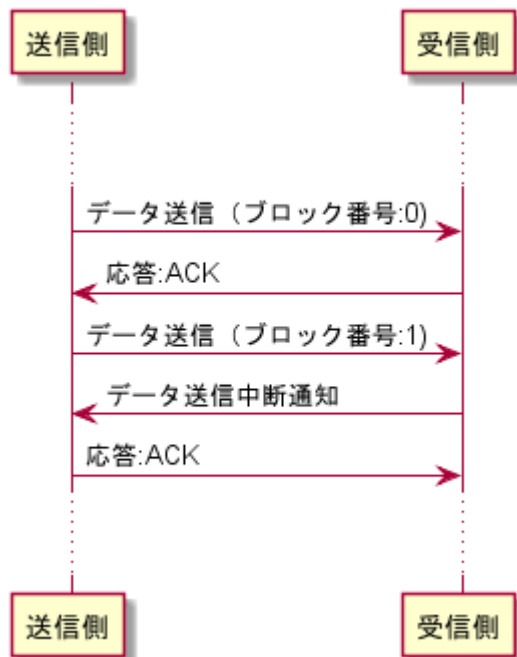 送信側
受信側
データ送信（ブロック番号:0)
応答:ACK
データ送信（ブロック番号:1)
データ送信中断通知
応答:ACK
送信側
受信側